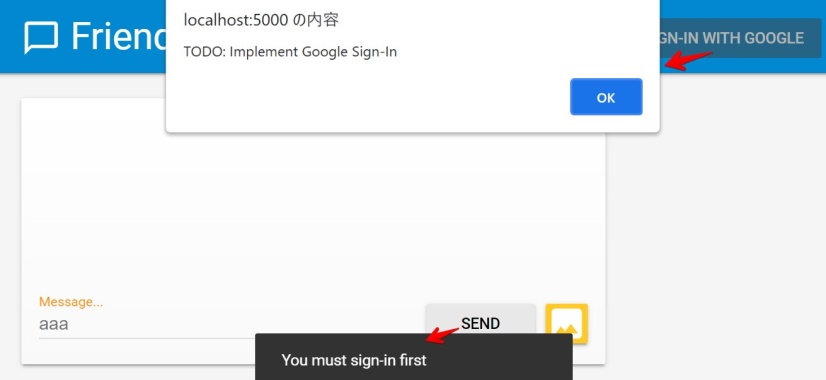 localhost:5000 の内容
TODO: Implement Google Sign-In
OK
Friend
GN-IN WITH GOOGLE
Message...
aaa
SEND
You must sign-in first